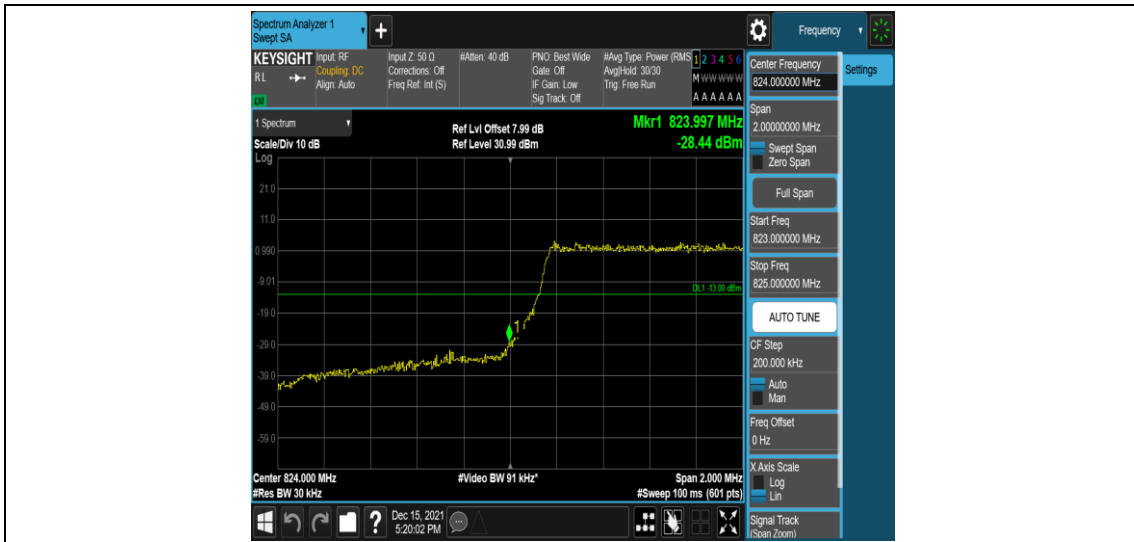 Spectrum Analyzer 1
Swept SA
Frequency
KEYSIGHT
RL
LXI
Input: RF
Coupling: DC
Align: Auto
Input Z: 50 Ω
Corrections: Off
Freq Ref: Int (S)
#Atten: 40 dB
PNO: Best Wide
Gate: Off
IF Gain: Low
Sig Track: Off
#Avg Type: Power (RMS
Avg|Hold: 30/30
Trig: Free Run
1 2 3 4 5 6
M W W W W W
A A A A A A
Settings
1 Spectrum
Scale/Div 10 dB
Ref Lvl Offset 7.99 dB
Ref Level 30.99 dBm
Mkr1 823.997 MHz
-28.44 dBm
Log
21.0
11.0
0.990
-9.01
DL1 -13.00 dBm
-19.0
1
-29.0
-39.0
-49.0
-59.0
Center 824.000 MHz
#Res BW 30 kHz
#Video BW 91 kHz*
Span 2.000 MHz
#Sweep 100 ms (601 pts)
Center Frequency
824.000000 MHz
Span
2.00000000 MHz
Swept Span
Zero Span
Full Span
Start Freq
823.000000 MHz
Stop Freq
825.000000 MHz
AUTO TUNE
CF Step
200.000 kHz
Auto
Man
Freq Offset
0 Hz
X Axis Scale
Log
Lin
Signal Track
(Span Zoom)
?
Dec 15, 2021
5:20:02 PM